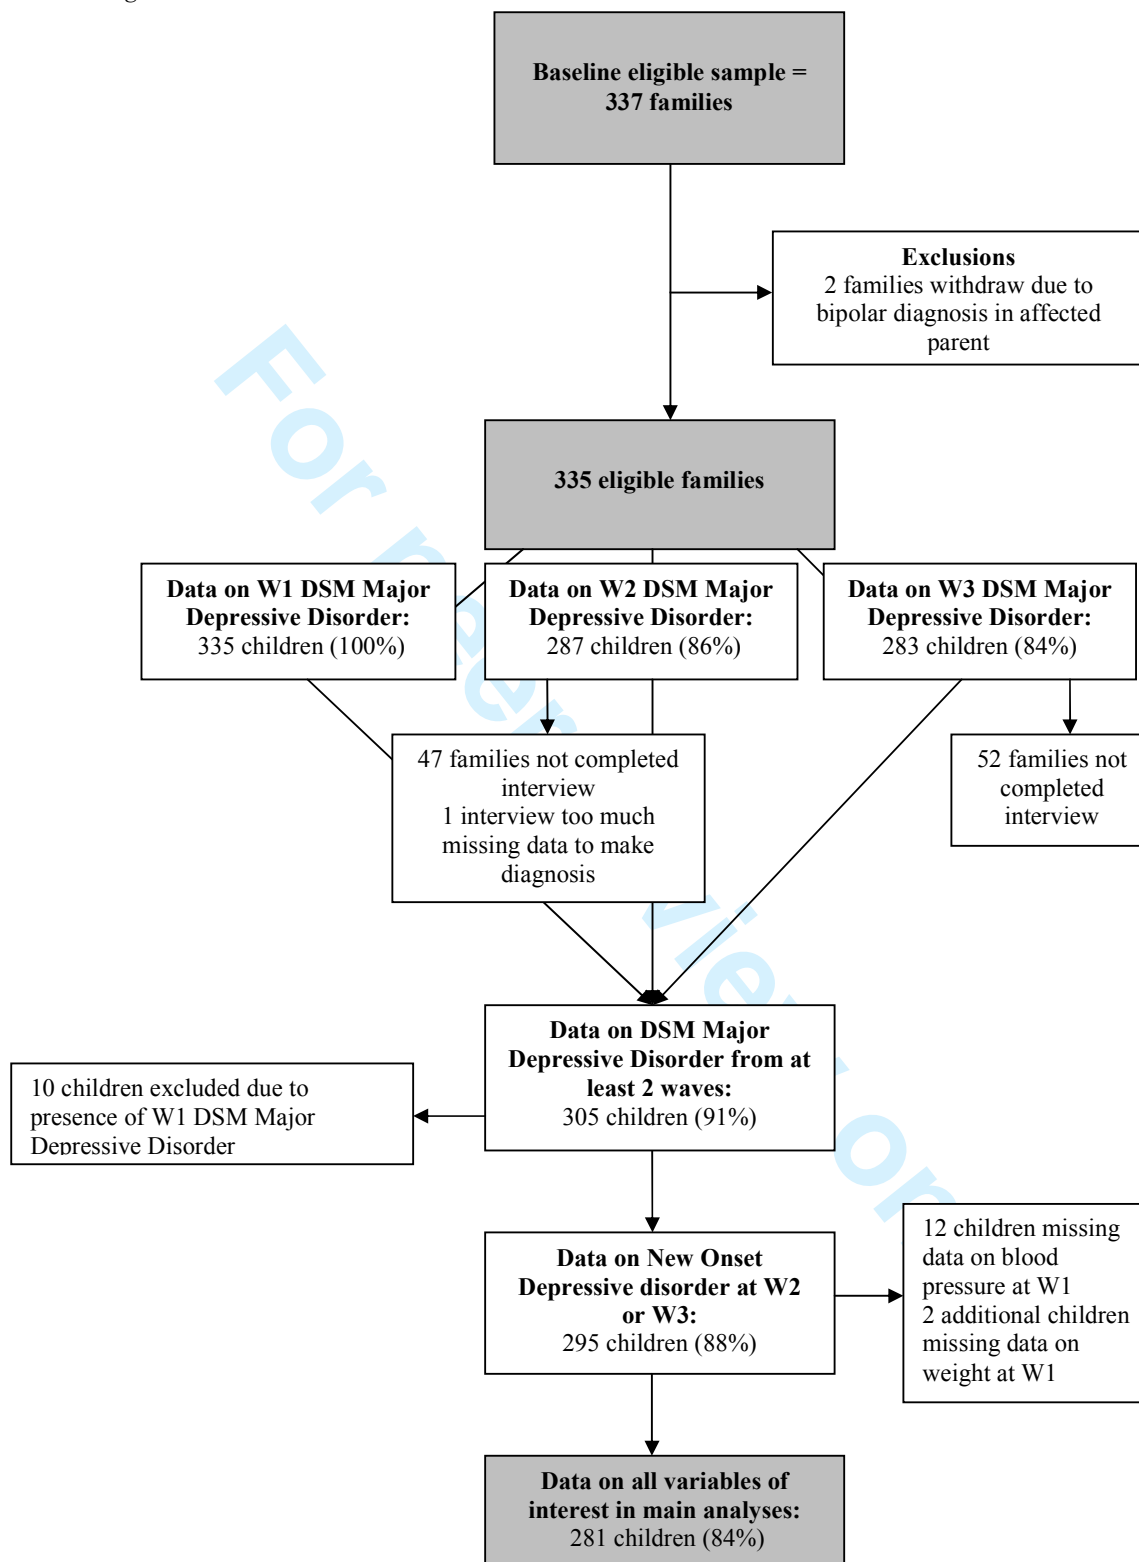 Baseline eligible sample =
337 families
Exclusions
2 families withdraw due to
bipolar diagnosis in affected
parent
335 eligible families
Data on W1 DSM Major
Depressive Disorder:
335 children (100%)
Data on W2 DSM Major
Depressive Disorder:
287 children (86%)
Data on W3 DSM Major
Depressive Disorder:
283 children (84%)
47 families not completed
interview
1 interview too much
missing data to make
diagnosis
52 families not
completed
interview
Data on DSM Major
Depressive Disorder from at
least 2 waves:
305 children (91%)
10 children excluded due to
presence of W1 DSM Major
Depressive Disorder
Data on New Onset
Depressive disorder at W2
or W3:
295 children (88%)
12 children missing
data on blood
pressure at W1
2 additional children
missing data on
weight at W1
Data on all variables of
interest in main analyses:
281 children (84%)
For peer review on